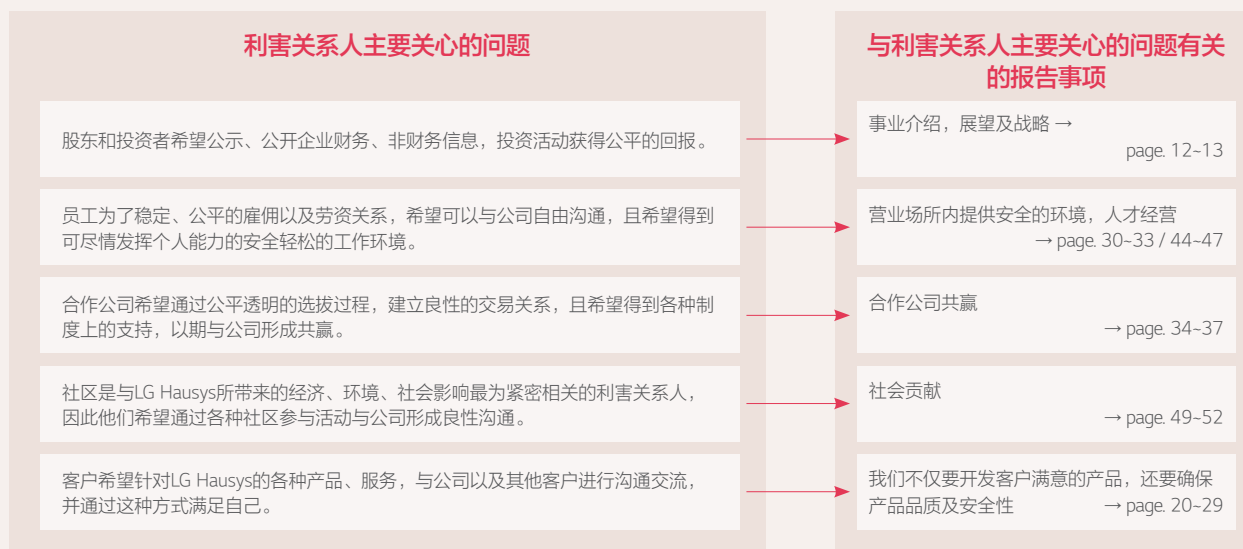 利害关系人主要关心的问题
与利害关系人主要关心的问题有关
的报告事项
股东和投资者希望公示、公开企业财务、非财务信息，投资活动获得公平的回报。
事业介绍，展望及战略 →
page. 12~13
员工为了稳定、公平的雇佣以及劳资关系，希望可以与公司自由沟通，且希望得到
可尽情发挥个人能力的安全轻松的工作环境。
营业场所内提供安全的环境，人才经营
→ page. 30~33 / 44~47
合作公司希望通过公平透明的选拔过程，建立良性的交易关系，且希望得到各种制
度上的支持，以期与公司形成共赢。
合作公司共赢
→ page. 34~37
社区是与LG Hausys所带来的经济、环境、社会影响最为紧密相关的利害关系人，
因此他们希望通过各种社区参与活动与公司形成良性沟通。
社会贡献
→ page. 49~52
客户希望针对LG Hausys的各种产品、服务，与公司以及其他客户进行沟通交流，
并通过这种方式满足自己。
我们不仅要开发客户满意的产品，还要确保
产品品质及安全性 → page. 20~29